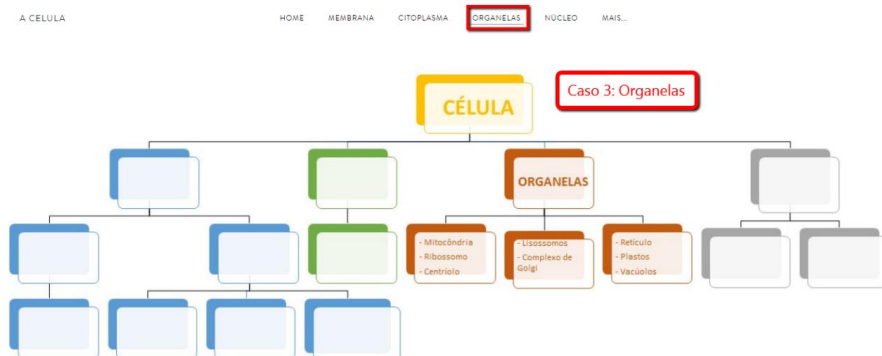 A CELULA
HOME MEMBRANA CITOPLASMA ORGANELAS NÚCLEO MAIS...
CÉLULA
Caso 3: Organelas
ORGANELAS
- Mitocôndria
- Ribossomo
- Centriolo
- Lisossomos
- Complexo de
Golgi
- Retículo
- Plastos
- Vacúolos